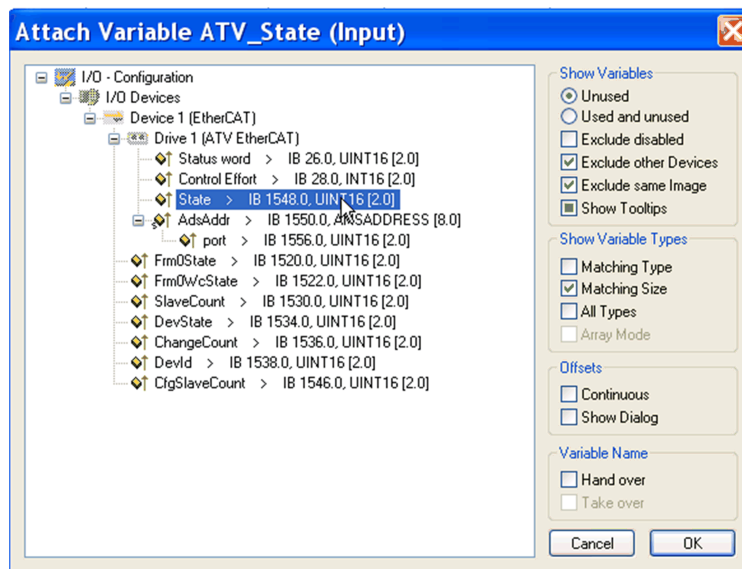 Attach Variable ATV_State (Input)
I/O - Configuration
I/O Devices
Device 1 (EtherCAT)
Drive 1 (ATV EtherCAT)
Status word > IB 26.0, UINT16 [2.0]
Control Effort > IB 28.0, INT16 [2.0]
State > IB 1548.0, UINT16 [2.0]
AdsAddr > IB 1550.0, AMSADDRESS [8.0]
port > IB 1556.0, UINT16 [2.0]
Frm0State > IB 1520.0, UINT16 [2.0]
Frm0WcState > IB 1522.0, UINT16 [2.0]
SlaveCount > IB 1530.0, UINT16 [2.0]
DevState > IB 1534.0, UINT16 [2.0]
ChangeCount > IB 1536.0, UINT16 [2.0]
DevId > IB 1538.0, UINT16 [2.0]
CfgSlaveCount > IB 1546.0, UINT16 [2.0]
Show Variables
Unused
Used and unused
Exclude disabled
Exclude other Devices
Exclude same Image
Show Tooltips
Show Variable Types
Matching Type
Matching Size
All Types
Array Mode
Offsets
Continuous
Show Dialog
Variable Name
Hand over
Take over
Cancel
OK